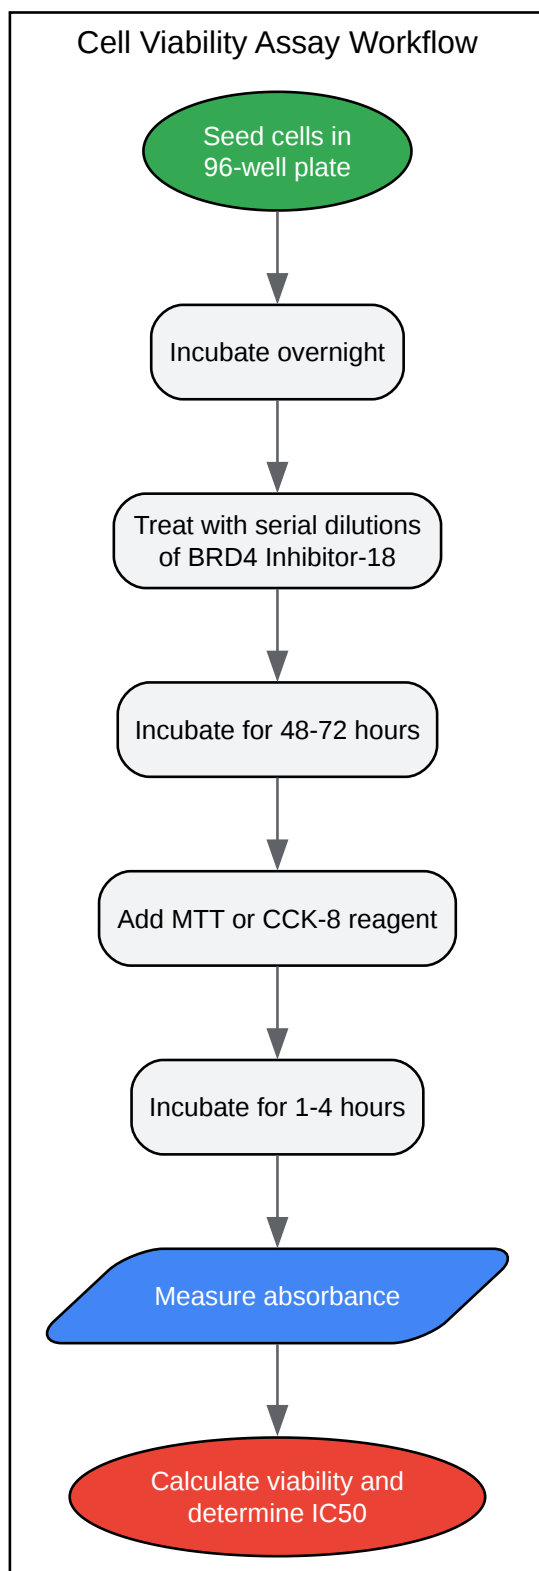 Cell Viability Assay Workflow
Seed cells in
96-well plate
Incubate overnight
Treat with serial dilutions
of BRD4 Inhibitor-18
Incubate for 48-72 hours
Add MTT or CCK-8 reagent
Incubate for 1-4 hours
Measure absorbance
Calculate viability and
determine IC50